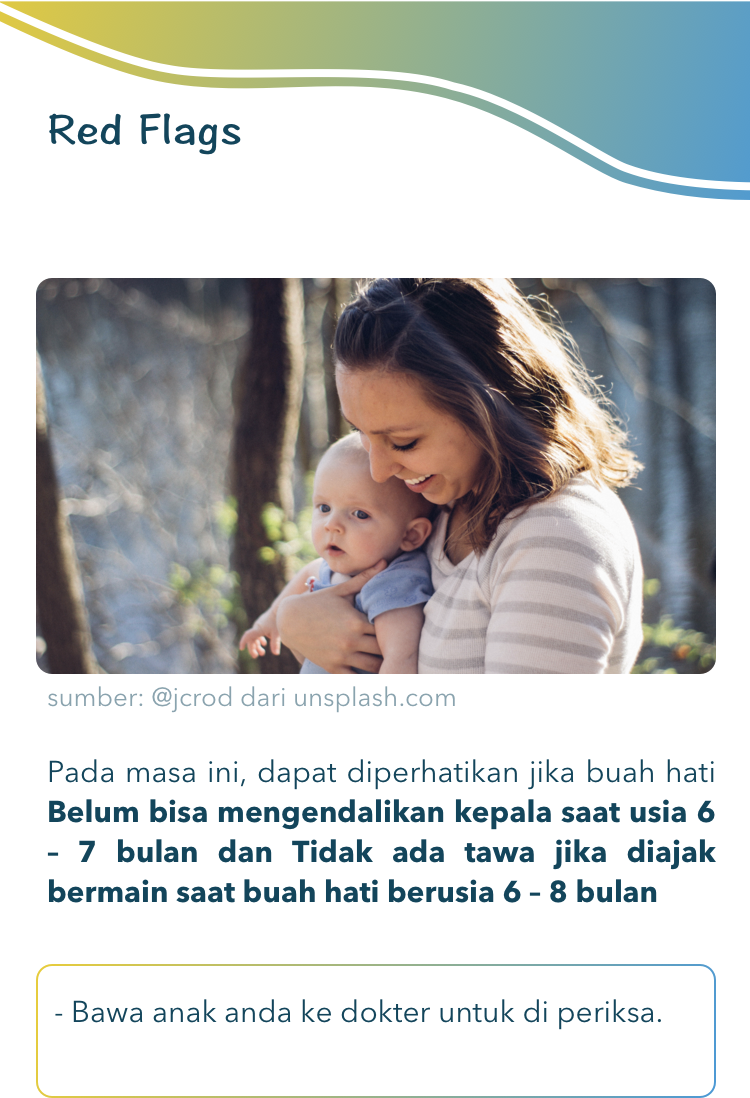 Red Flags
sumber: @jcrod dari unsplash.com
Pada masa ini, dapat diperhatikan jika buah hati
Belum bisa mengendalikan kepala saat usia 6
– 7 bulan dan Tidak ada tawa jika diajak
bermain saat buah hati berusia 6 – 8 bulan
- Bawa anak anda ke dokter untuk di periksa.